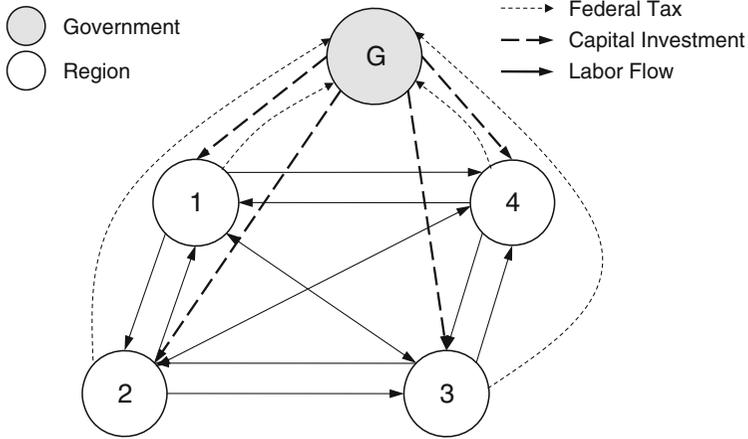 Government
Region
Federal Tax
Capital Investment
Labor Flow
G
1
4
2
3